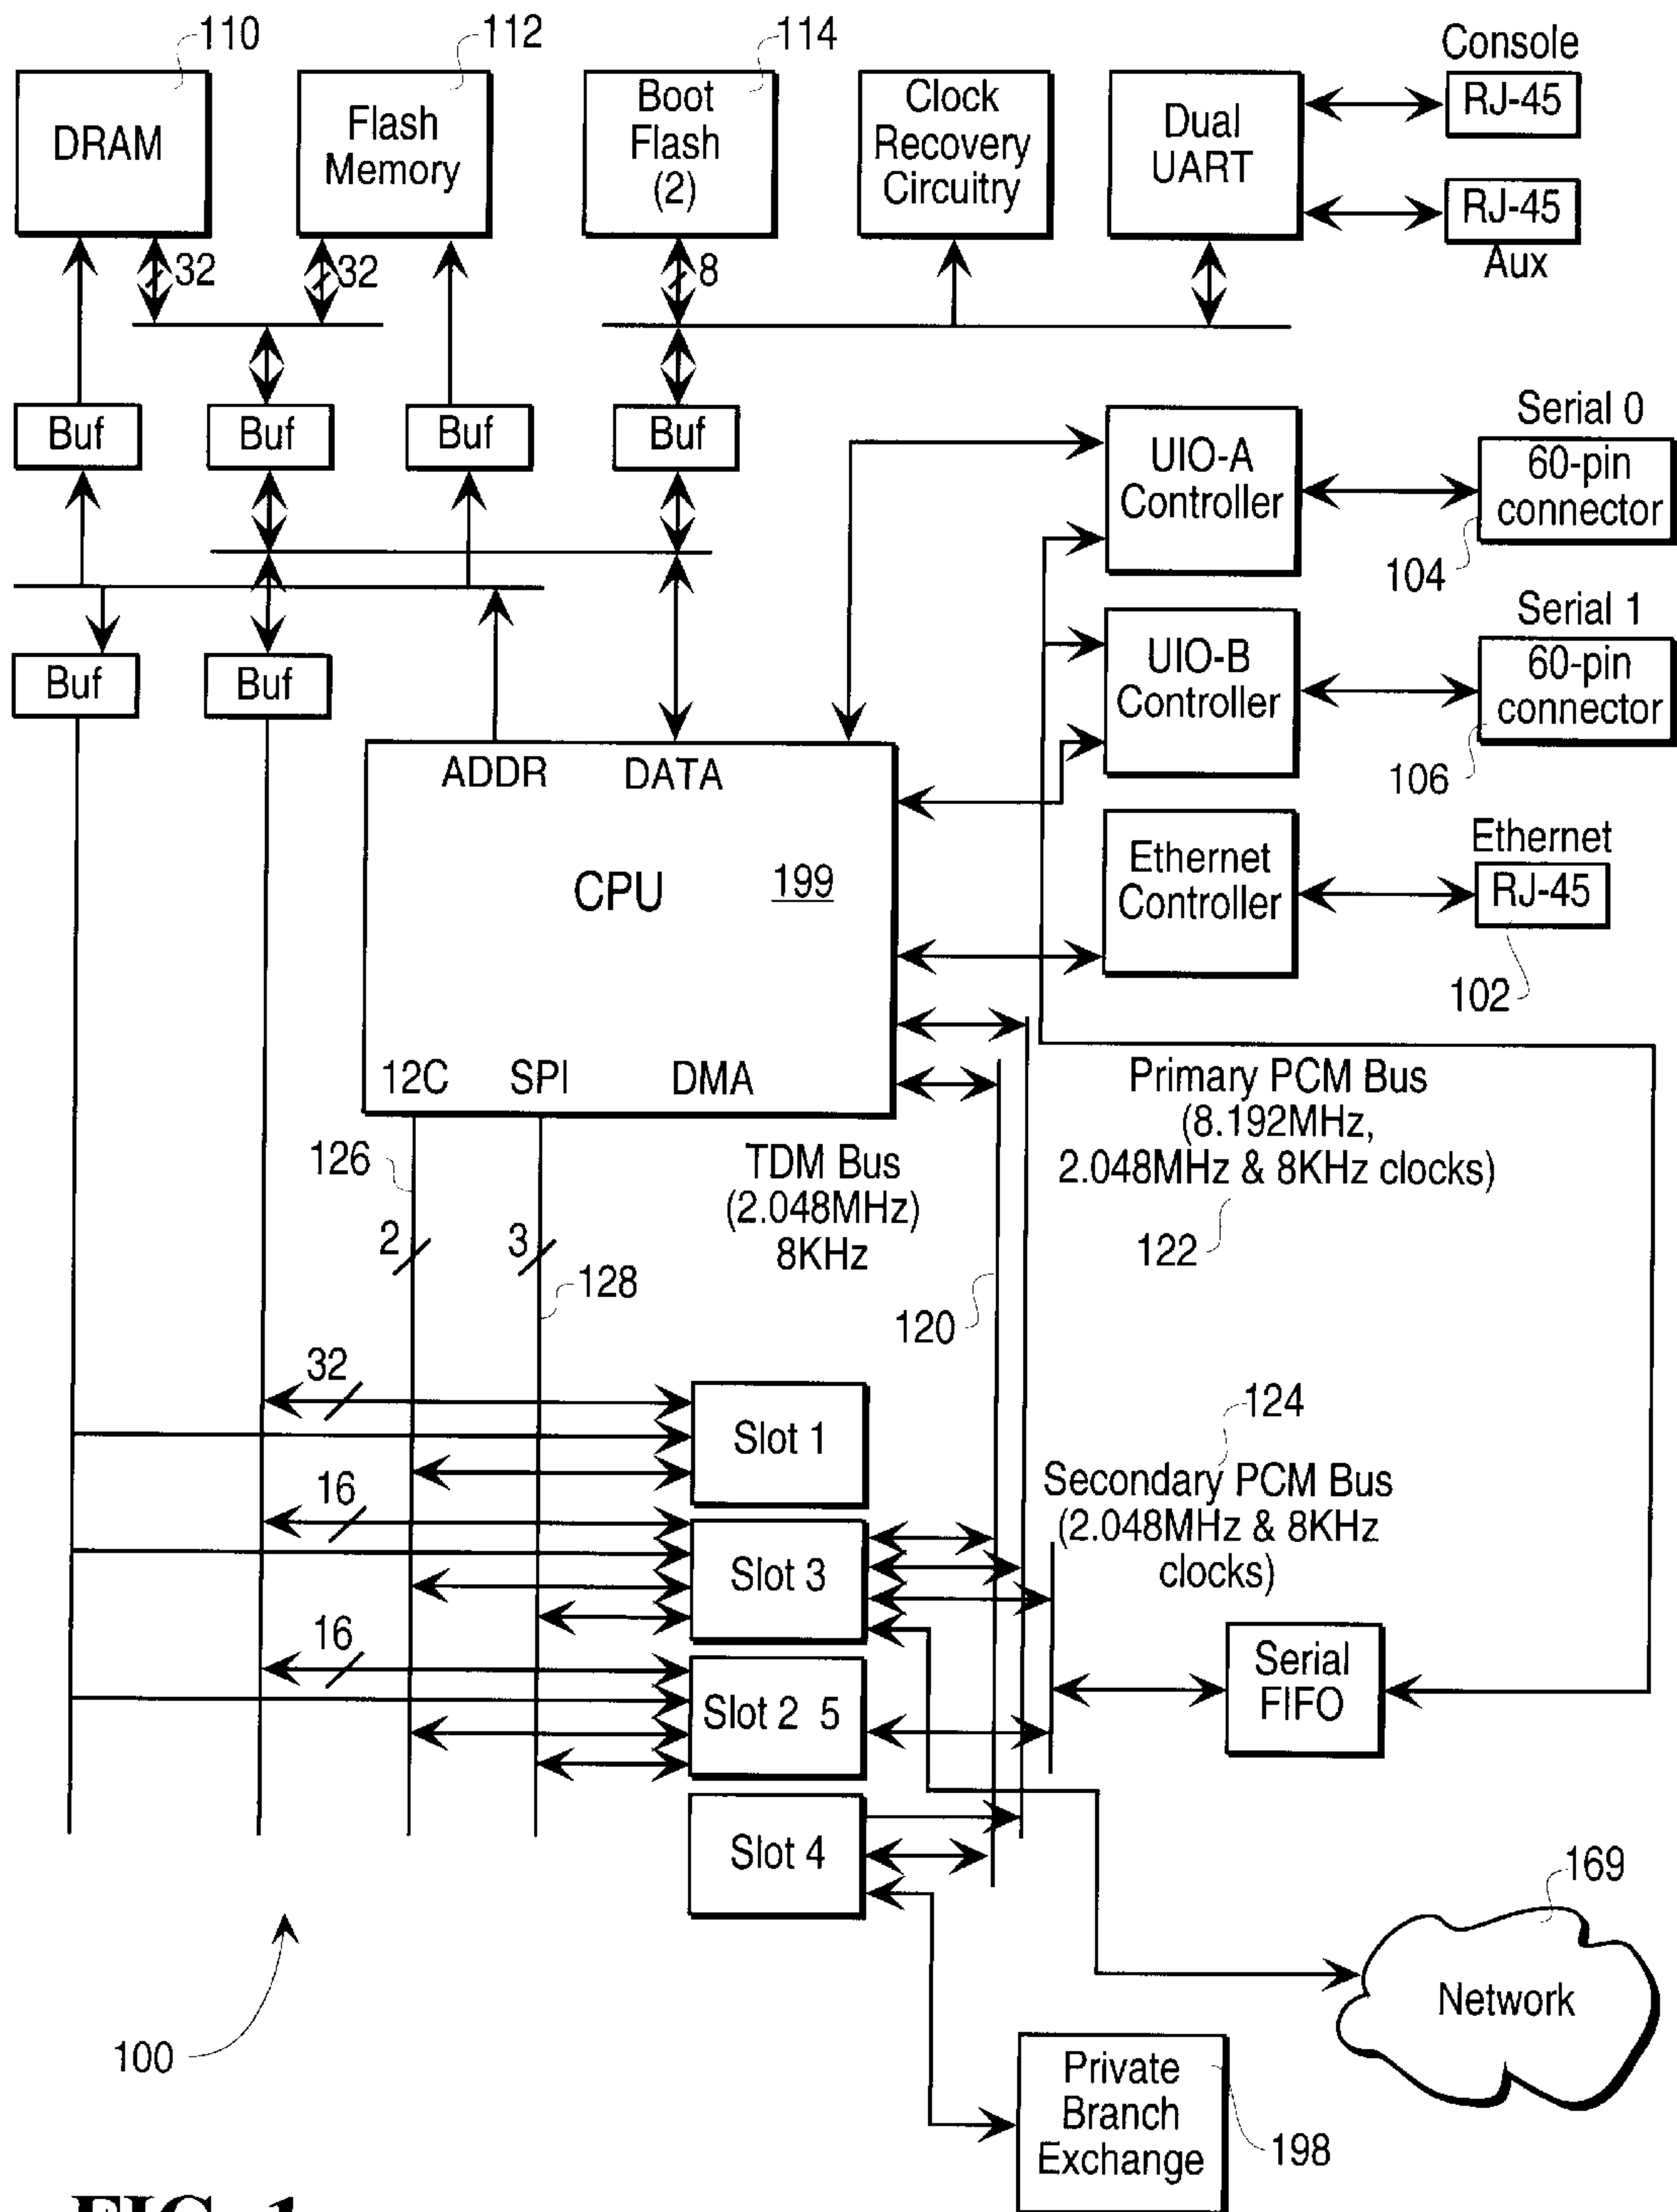 110
112
114
Console
DRAM
Flash
Memory
Boot
Flash
(2)
Clock
Recovery
Circuitry
Dual
UART
RJ-45
RJ-45
Aux
32
32
8
Buf
Buf
Buf
Buf
UIO-A
Controller
Serial 0
60-pin
connector
104
Serial 1
UIO-B
Controller
60-pin
connector
106
Buf
Buf
ADDR
DATA
CPU
199
Ethernet
Controller
Ethernet
RJ-45
102
12C
SPI
DMA
Primary PCM Bus
(8.192MHz,
2.048MHz & 8KHz clocks)
122
126
TDM Bus
(2.048MHz)
8KHz
2
3
128
120
32
Slot 1
124
Secondary PCM Bus
(2.048MHz & 8KHz
clocks)
16
Slot 3
16
Slot 2 5
Serial
FIFO
Slot 4
169
Network
100
Private
Branch
Exchange
198
FIG. 1